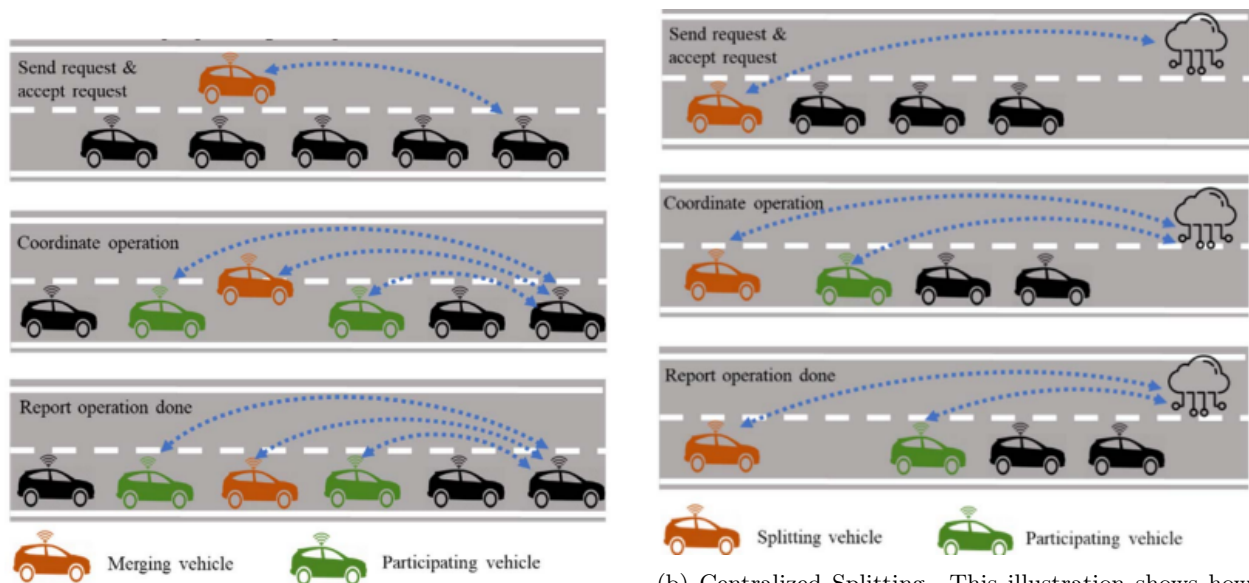 Send request &
accept request
Coordinate operation
Report operation done
Merging vehicle
Participating vehicle
Send request &
accept request
Coordinate operation
Report operation done
Splitting vehicle
Participating vehicle
(b) Centralized Splitting This illustration shows how